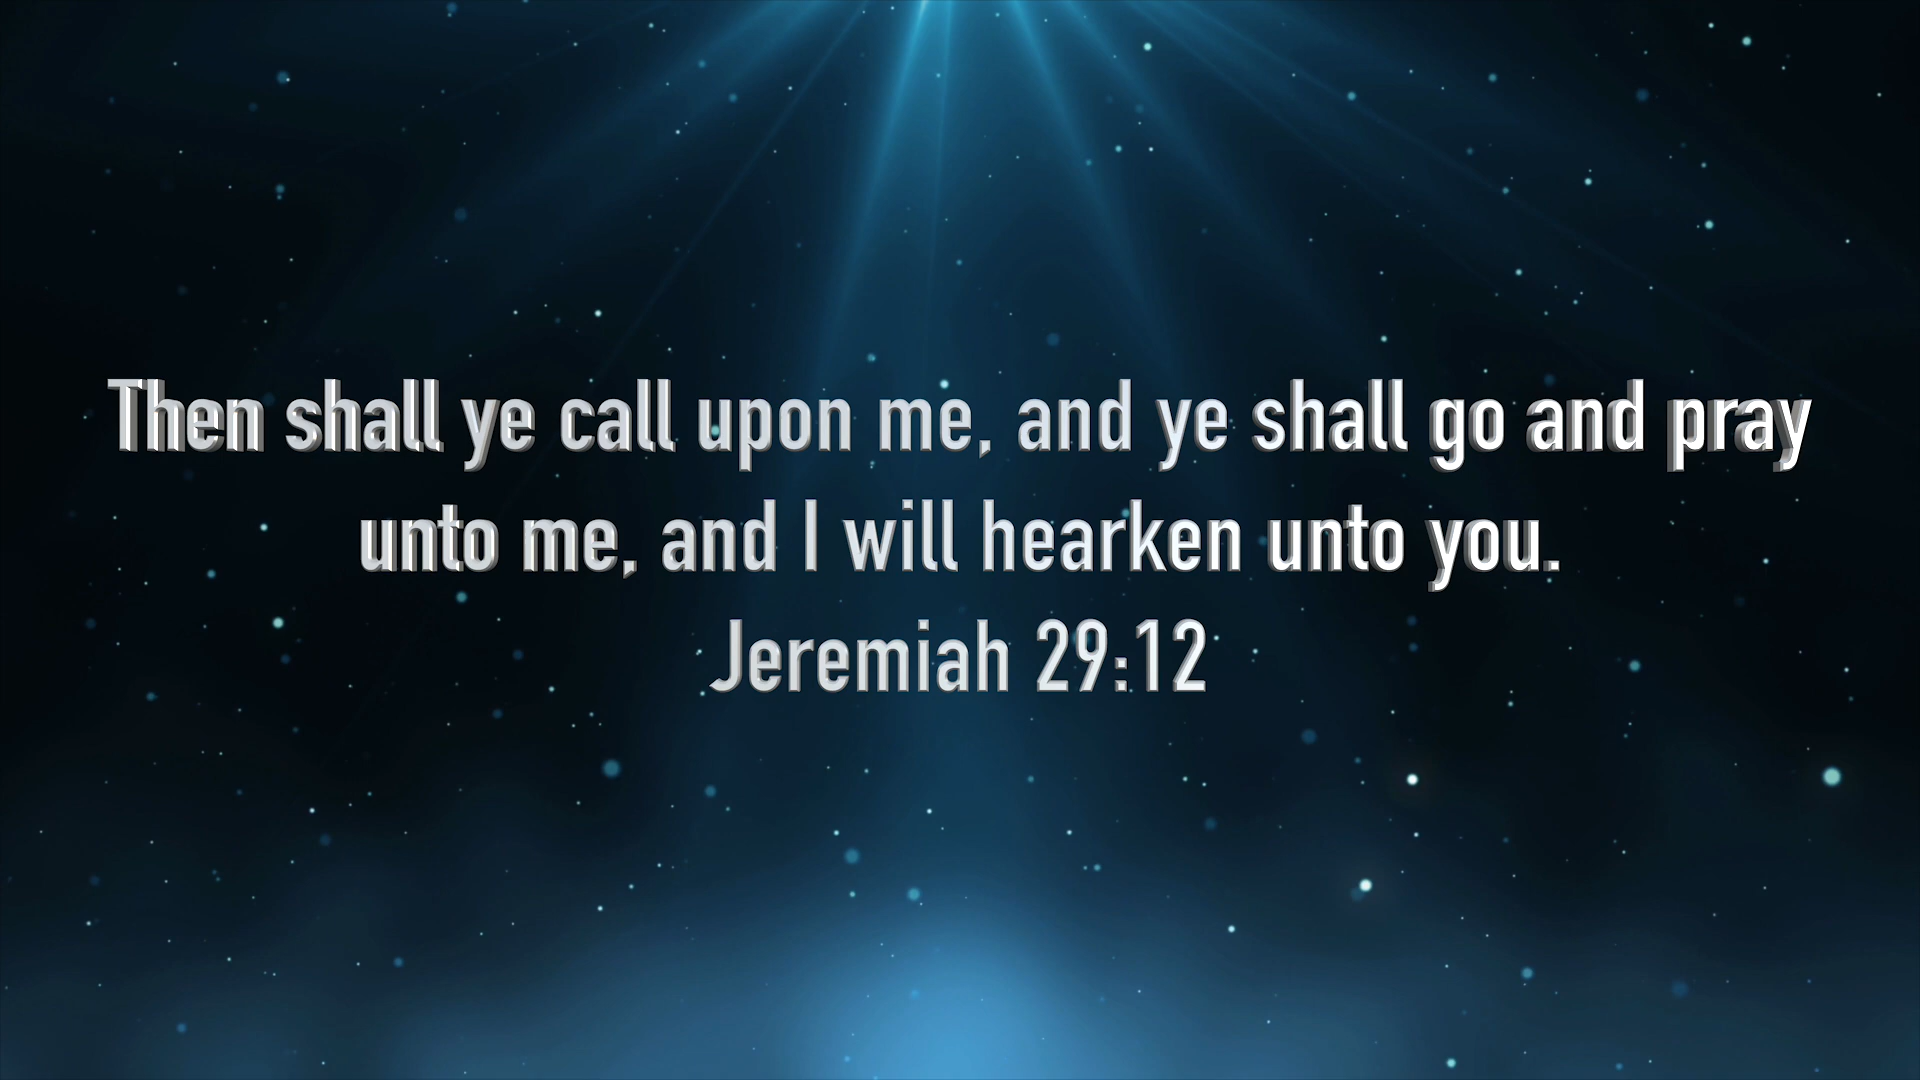 Then shall ye call upon me, and ye shall go and pray
unto me, and I will hearken unto you.
Jeremiah 29:12